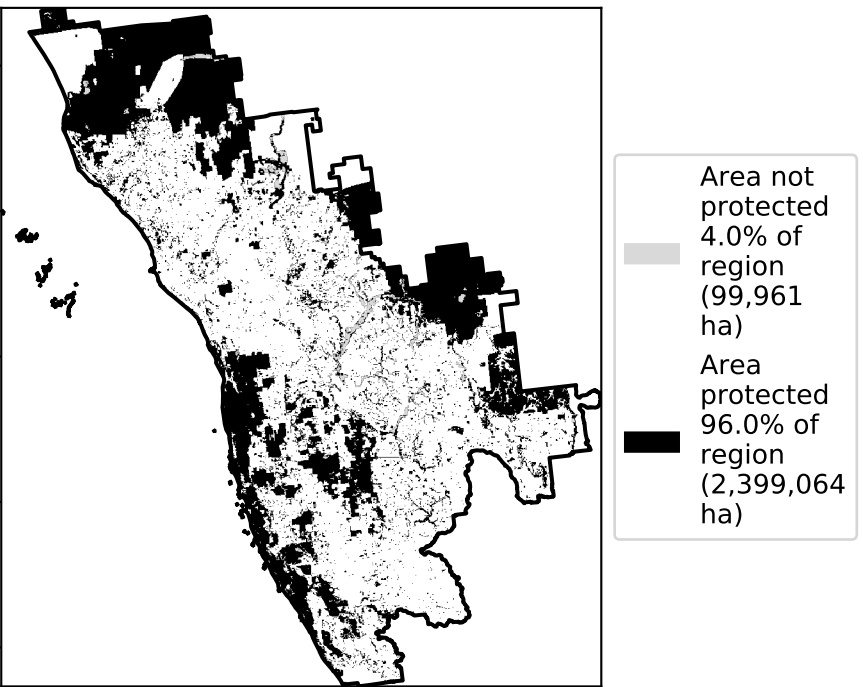 Area not
protected
4.0% of
region
(99,961
ha)
Area
protected
96.0% of
region
(2,399,064
ha)